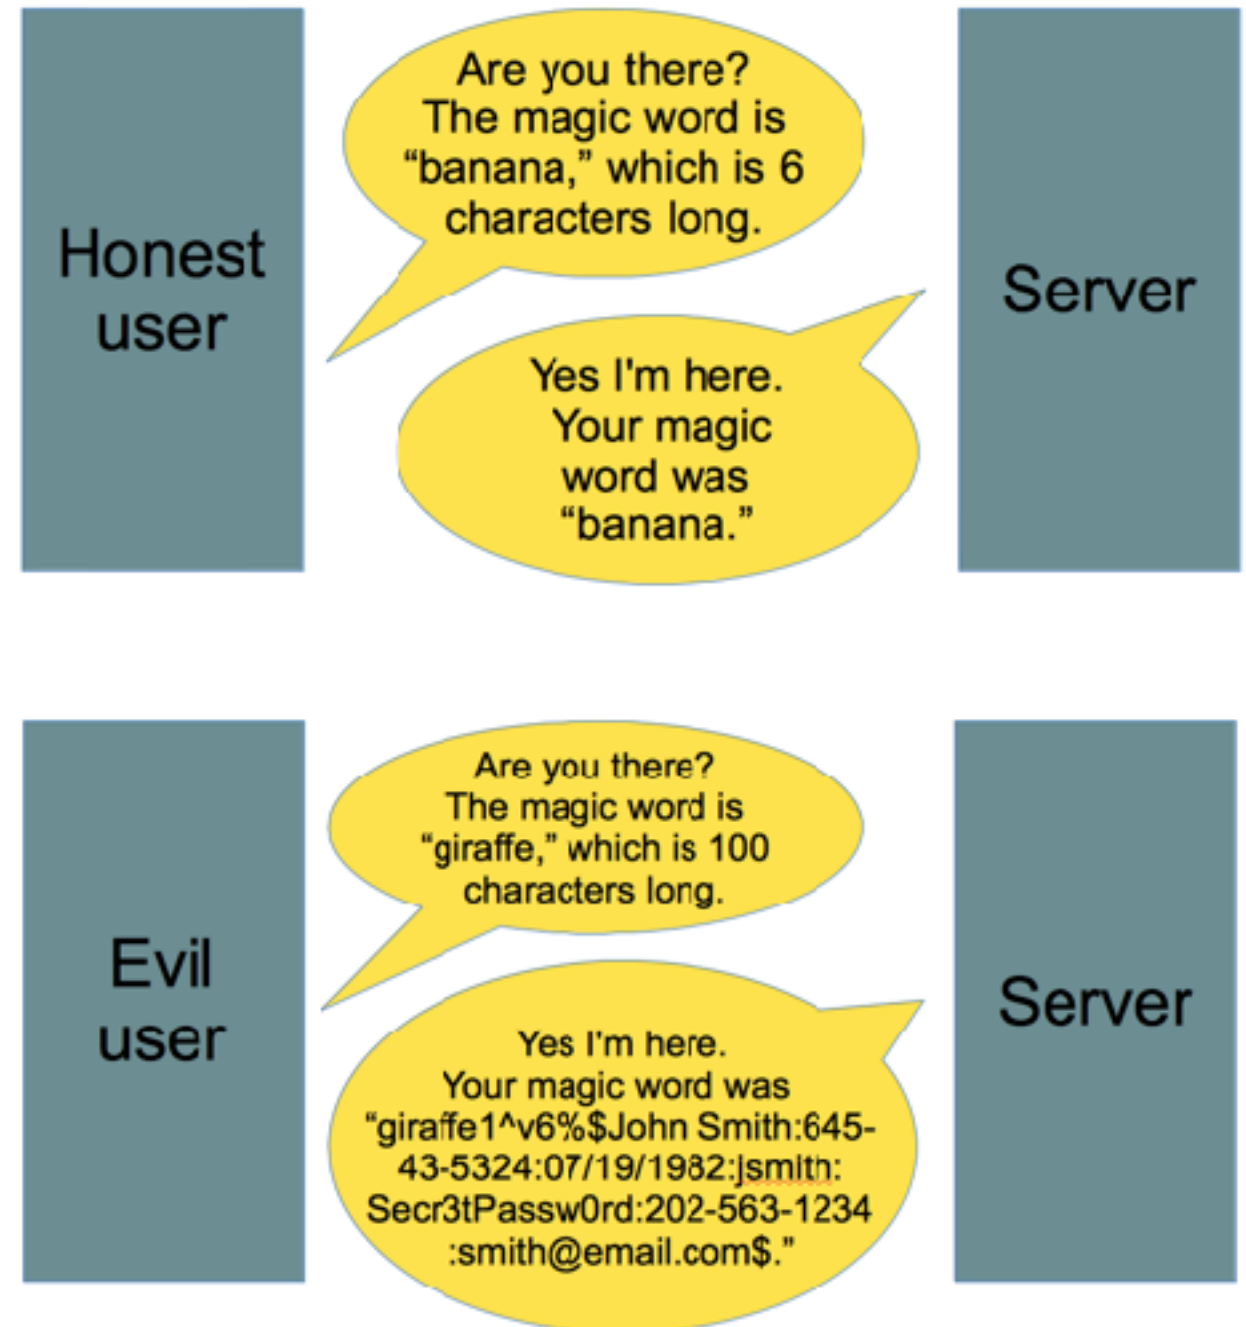 Honest
user
Are you there?
The magic word is
“banana,” which is 6
characters long.
Server
Yes I'm here.
Your magic
word was
“banana.”
Evil
user
Are you there?
The magic word is
“giraffe,” which is 100
characters long.
Server
Yes I'm here.
Your magic word was
“giraffe1^v6%$John Smith:645-
43-5324:07/19/1982:jsmith:
Secr3tPassw0rd:202-563-1234
:smith@email.com$.”